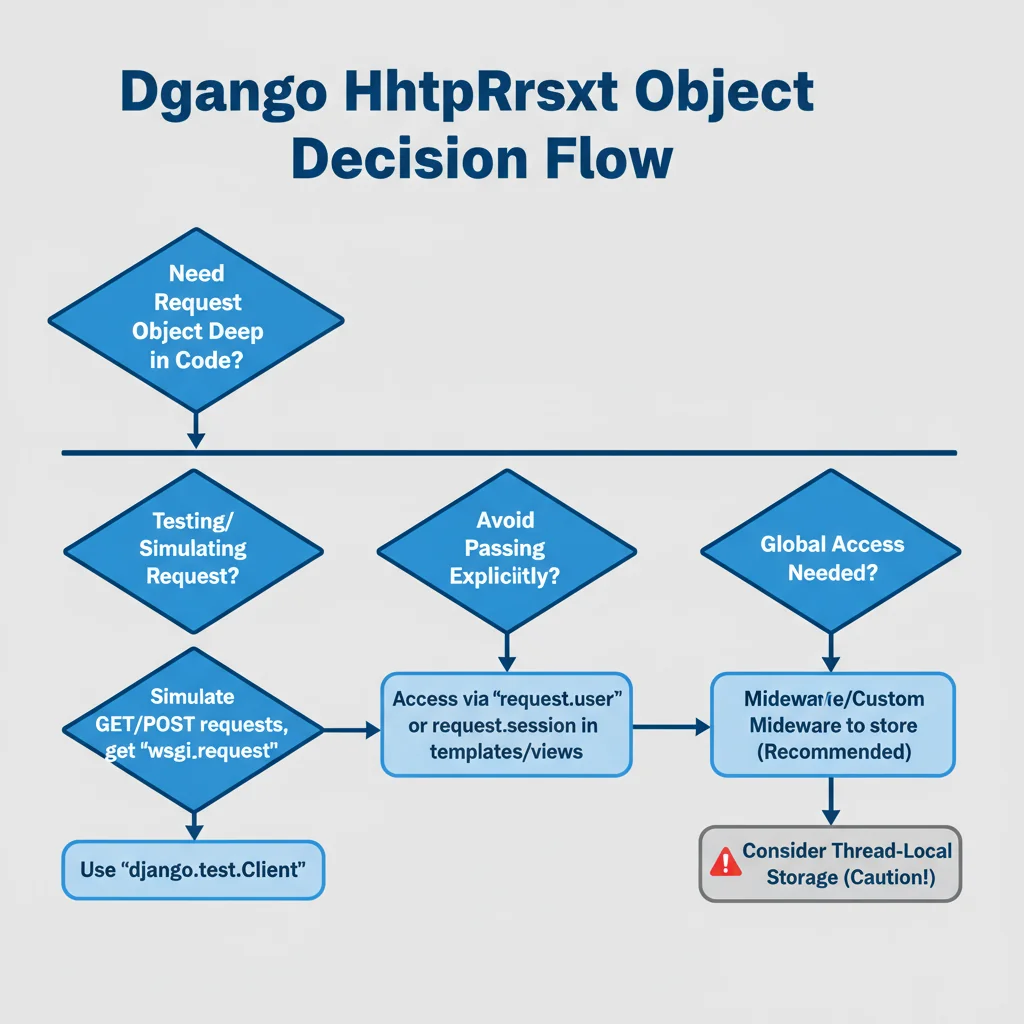 Dgango HhtpRrsxt Object
Decision Flow
Need
Request
Object Deep
in Code?
Testing/
Simulating
Request?
Avoid
Passing
Expliciitly?
Global Access
Needed?
Simulate
GET/POST requests,
get "wsgi.request"
Access via "request.user"
or request.session in
templates/views
/Custom
Mideware to store
(Recommended)
Use "django.test.Client"
Consider Thread-Local
Storage (Caution!)